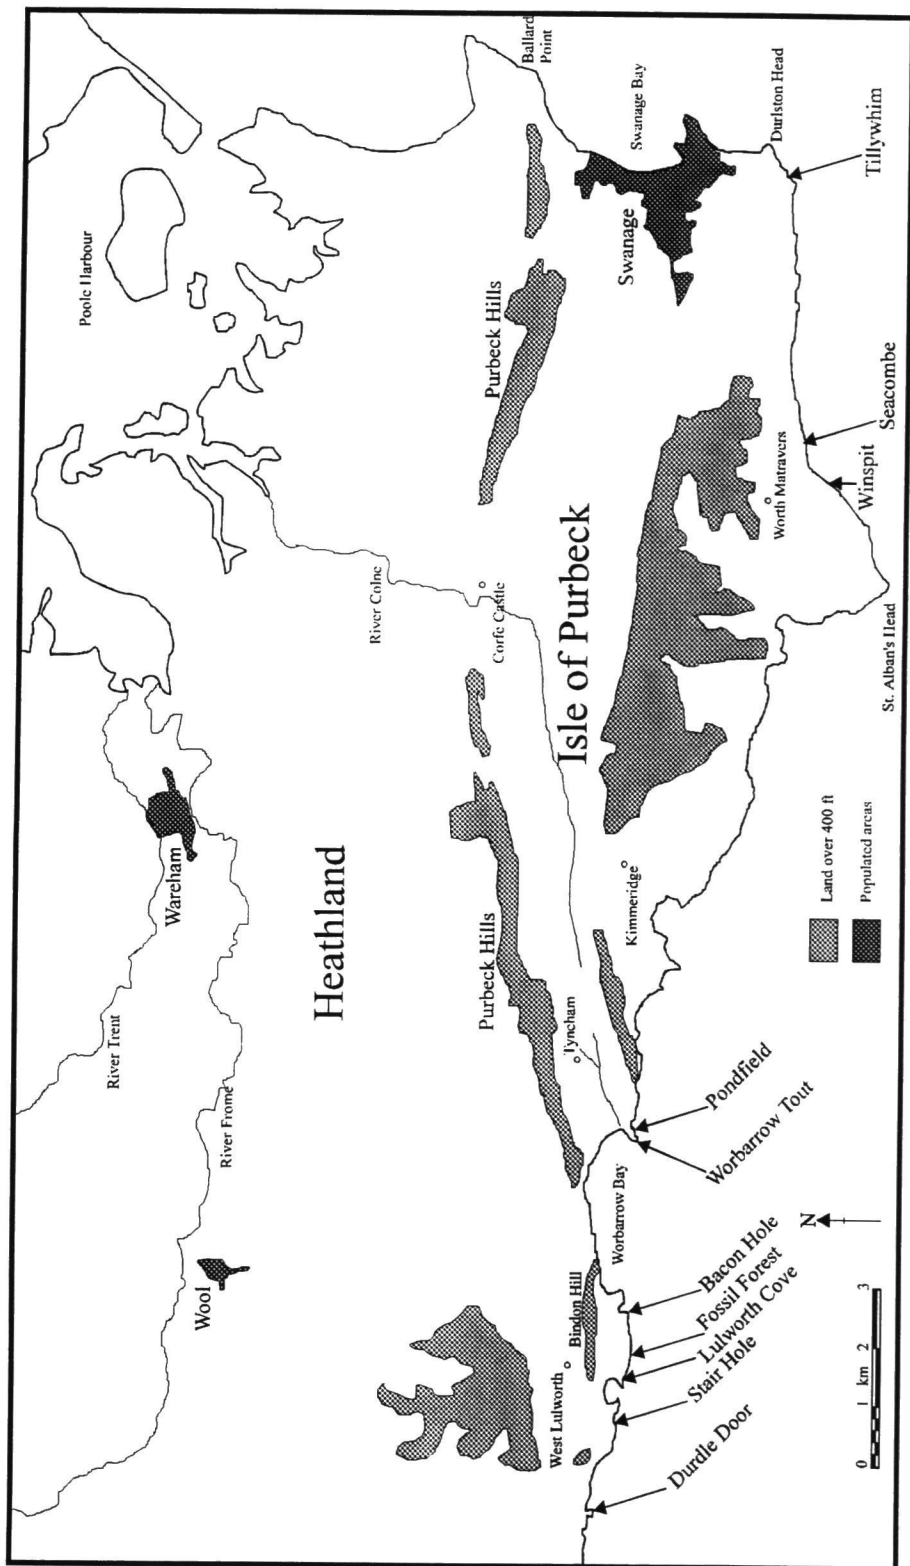 Poole Harbour
Ballard
Point
Swanage Bay
Durlston Head
Tillywhim
Swanage
Purbeck Hills
Seacombe
Winspit
Worth Matravers
St. Alban's Head
River Colne
Corfe Castle
Isle of Purbeck
Wareham
Heathland
River Trent
River Frome
Purbeck Hills
Kimmeridge
Tyncham
Land over 400 ft
Populated areas
Pondfield
Worbarrow Tout
Worbarrow Bay
Wool
Bindon Hill
West Lulworth
Bacon Hole
Fossil Forest
Lulworth Cove
Stair Hole
Durdle Door
N
0 1 2 3
km